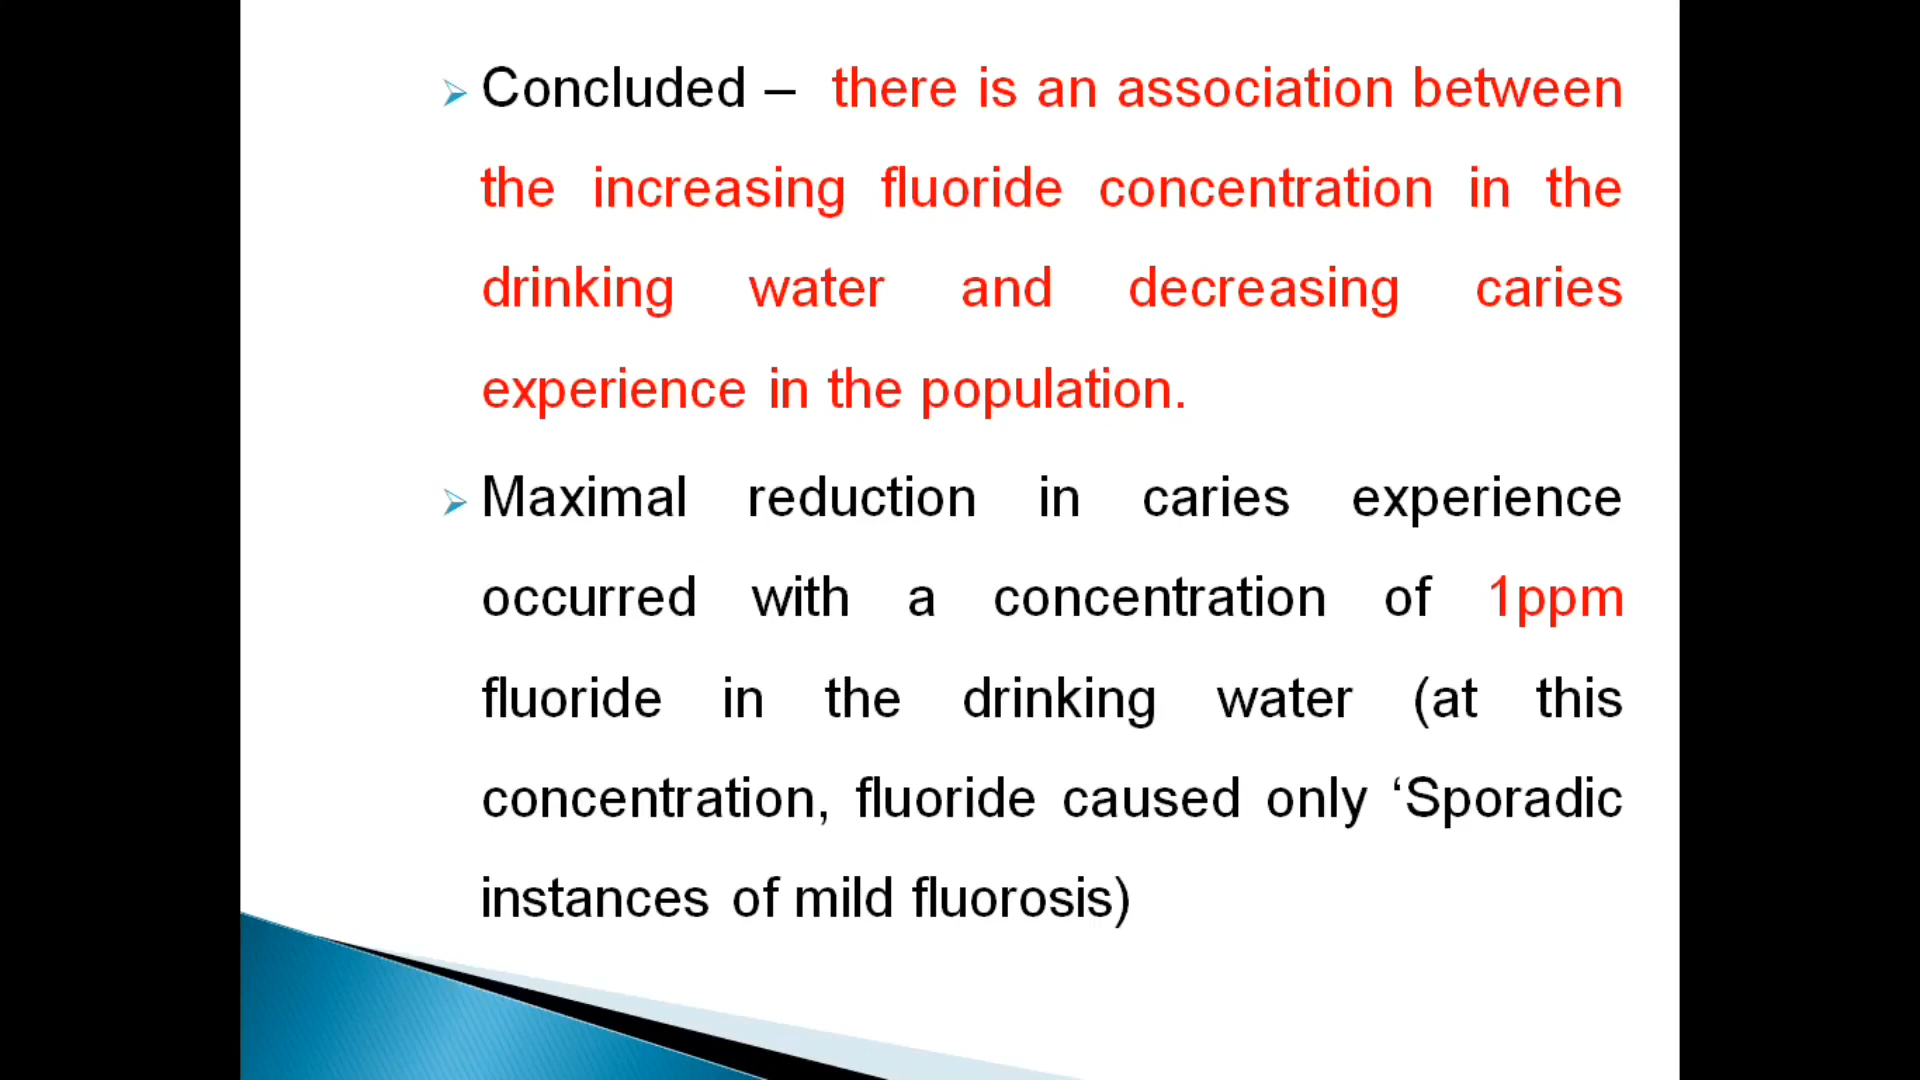 Concluded – there is an association between
the increasing fluoride concentration in the
drinking water and decreasing caries
experience in the population.
Maximal reduction in caries experience
occurred with a concentration of 1ppm
fluoride in the drinking water (at this
concentration, fluoride caused only ‘Sporadic
instances of mild fluorosis)